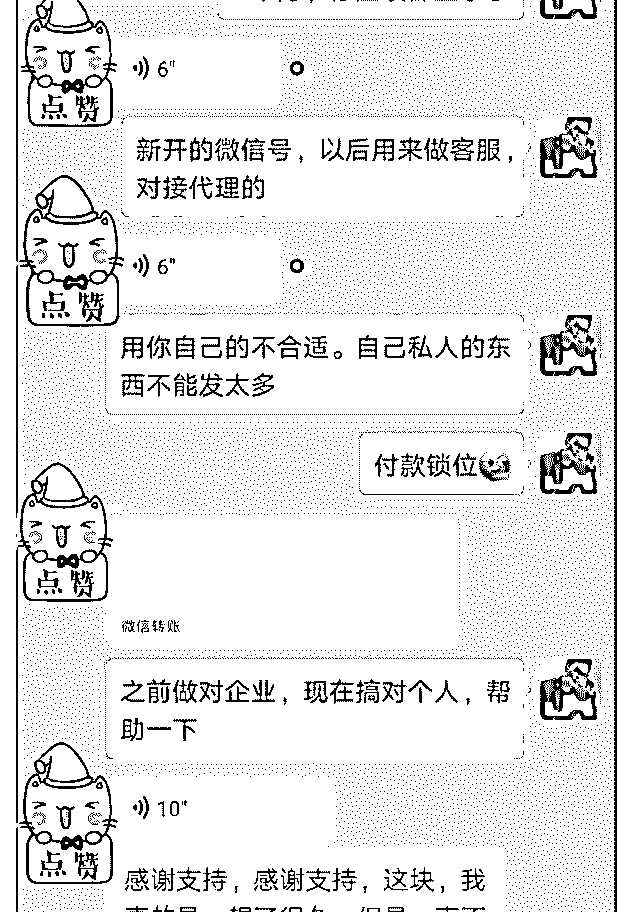 6"
点赞
新开的微信号，以后用来做客服，
对接代理的
6"
点赞
用你自己的不合适。自己私人的东
西不能发太多
付款锁位
点赞
微信转账
之前做对企业，现在搞对个人，帮
助一下
10"
点赞
感谢支持，感谢支持，这块，我